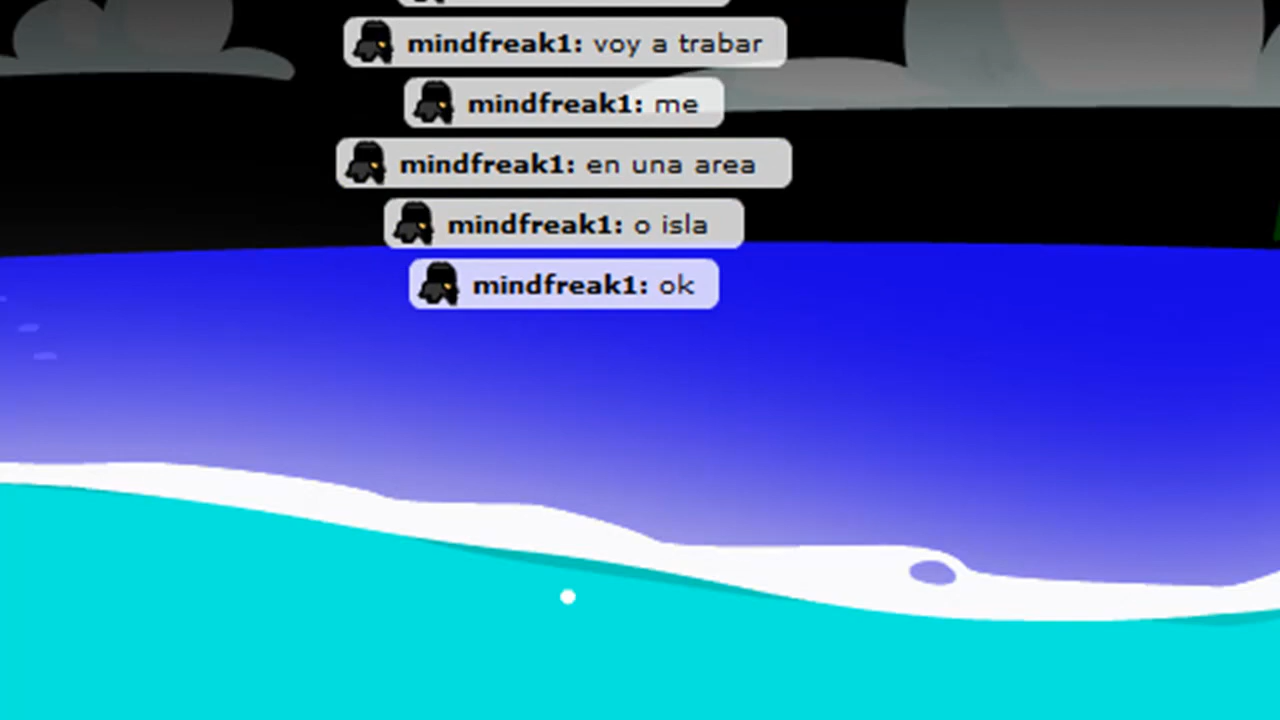 mindfreak1: voy a trabar
mindfreak1: me
mindfreak1: en una area
mindfreak1: o isla
mindfreak1: ok